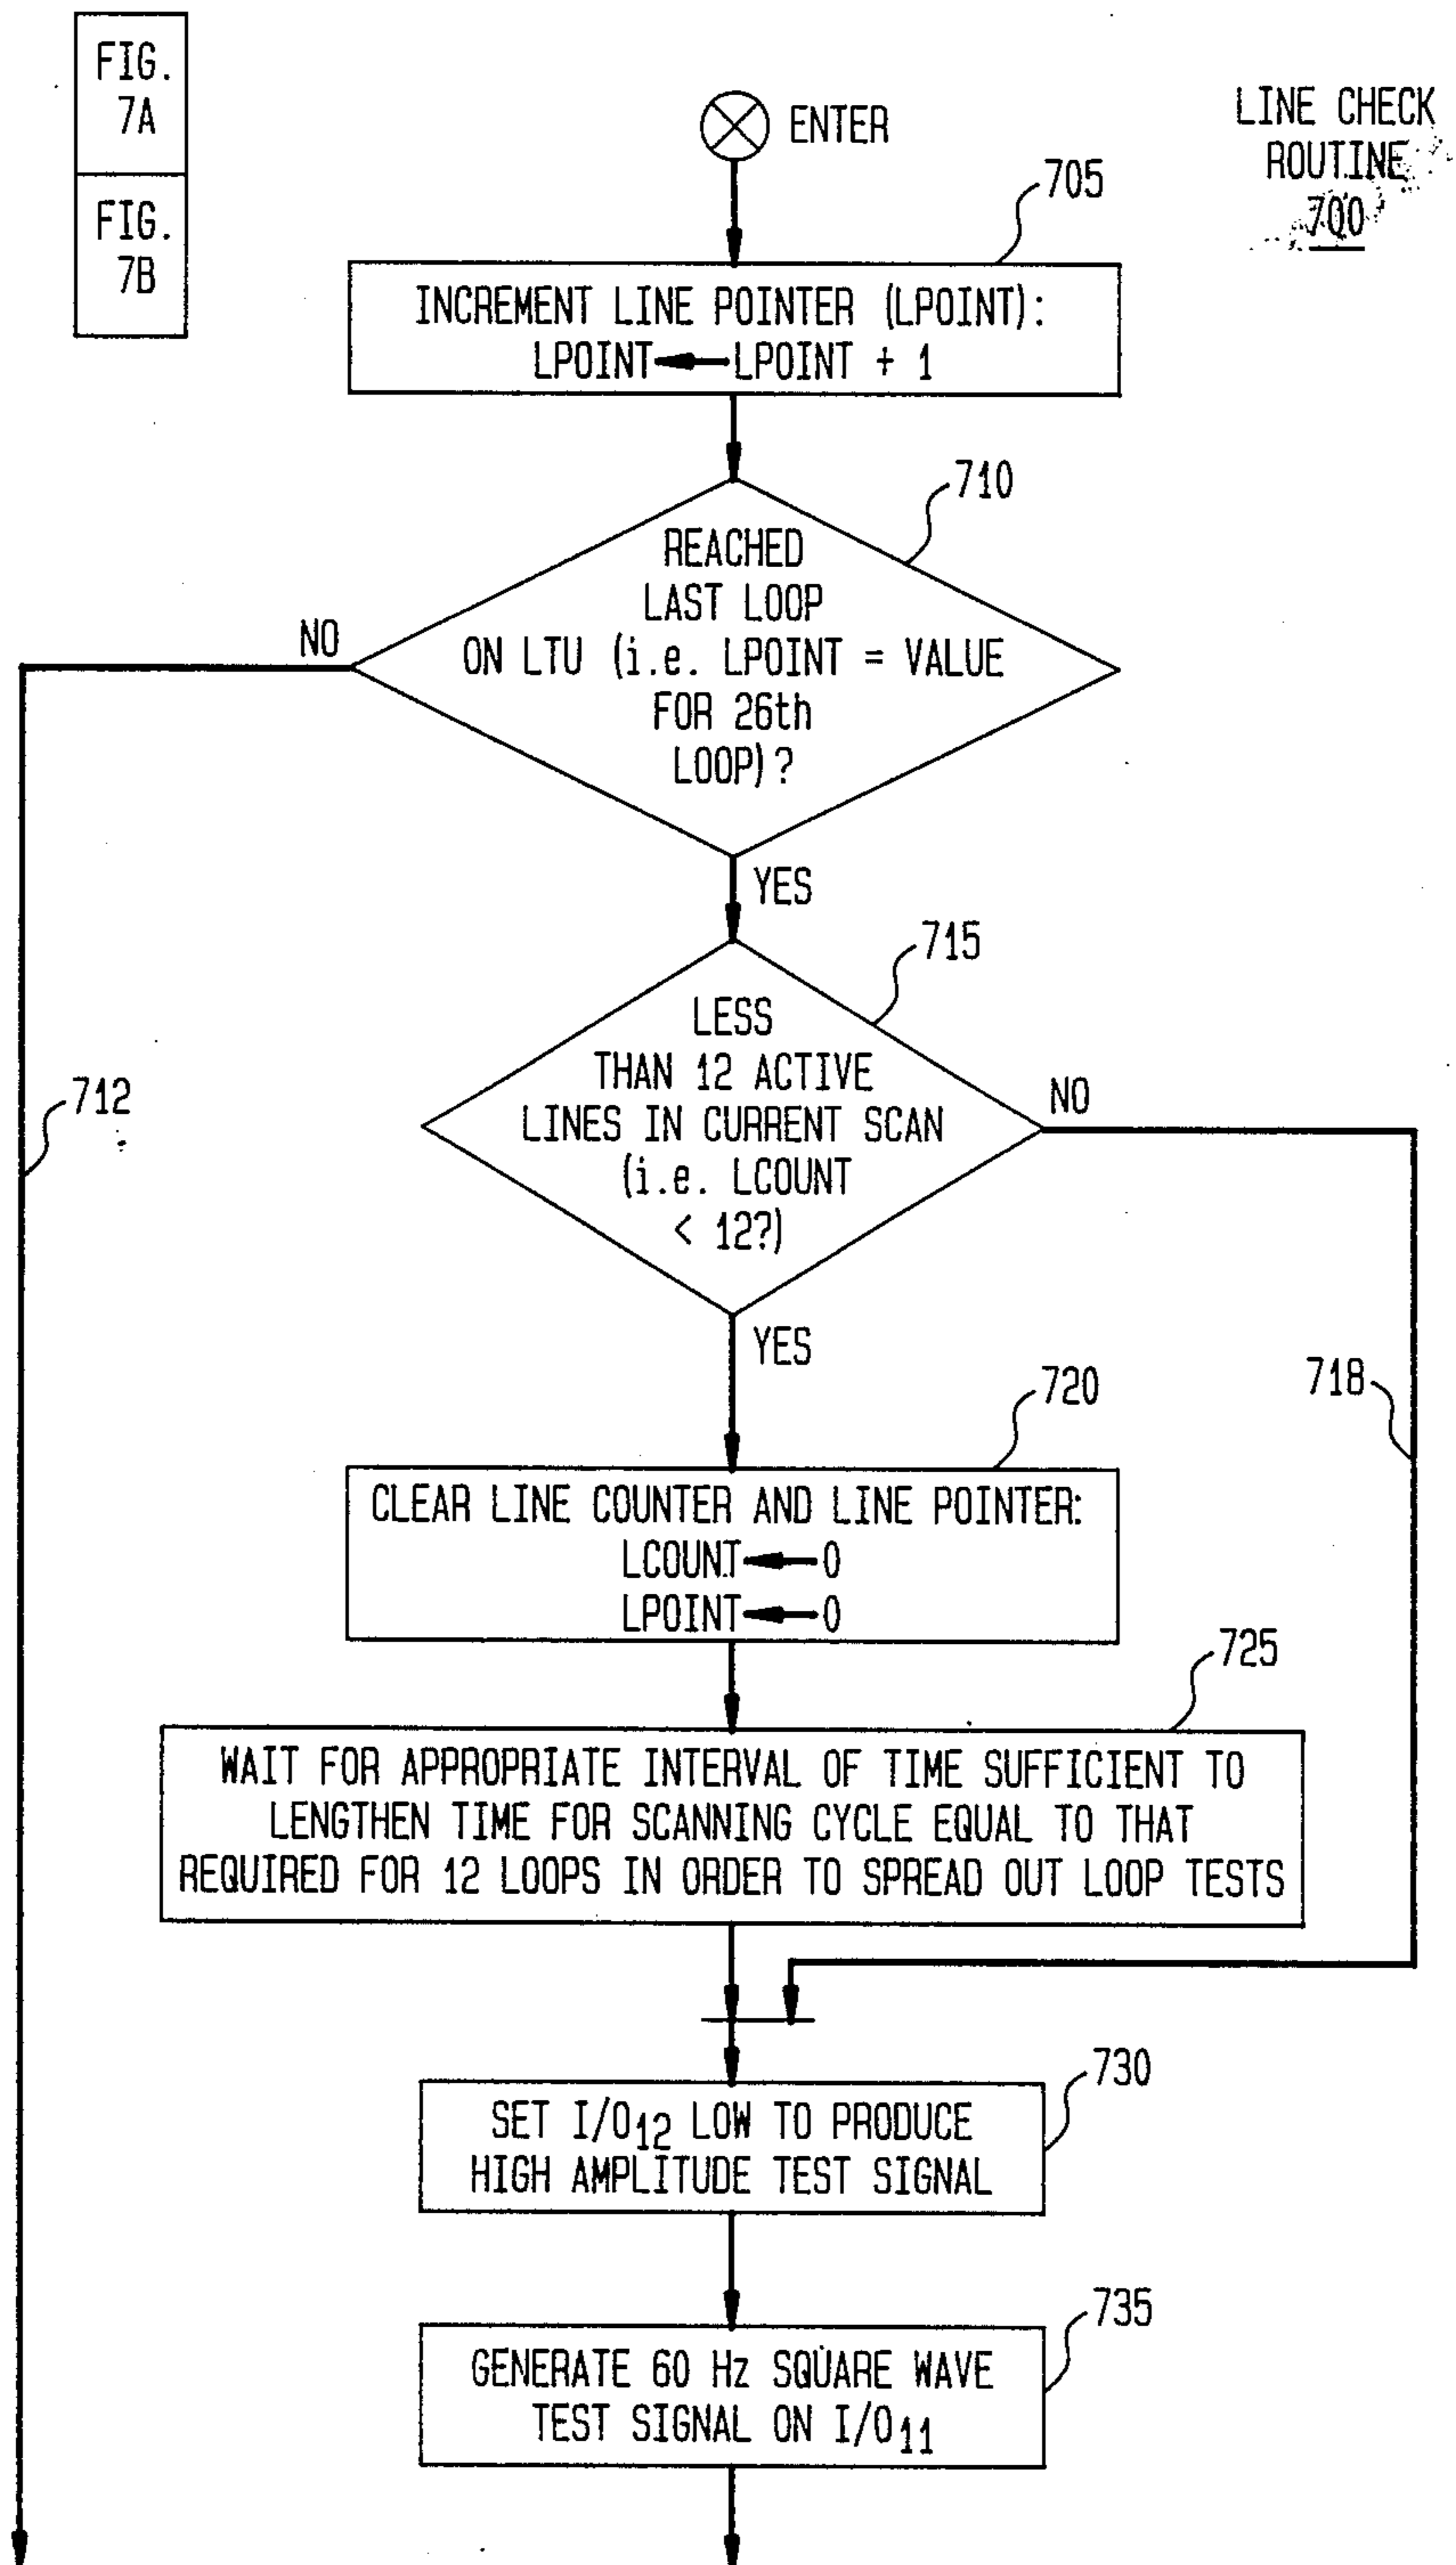 FIG.
7A
FIG.
7B
ENTER
LINE CHECK
ROUTINE
700
705
INCREMENT LINE POINTER (LPOINT):
LPOINT ← LPOINT + 1
710
REACHED
LAST LOOP
ON LTU (i.e. LPOINT = VALUE
FOR 26th
LOOP)?
NO
YES
712
715
LESS
THAN 12 ACTIVE
LINES IN CURRENT SCAN
(i.e. LCOUNT
< 12?)
NO
YES
718
720
CLEAR LINE COUNTER AND LINE POINTER:
LCOUNT ← 0
LPOINT ← 0
725
WAIT FOR APPROPRIATE INTERVAL OF TIME SUFFICIENT TO
LENGTHEN TIME FOR SCANNING CYCLE EQUAL TO THAT
REQUIRED FOR 12 LOOPS IN ORDER TO SPREAD OUT LOOP TESTS
730
SET I/O12 LOW TO PRODUCE
HIGH AMPLITUDE TEST SIGNAL
735
GENERATE 60 Hz SQUARE WAVE
TEST SIGNAL ON I/O11